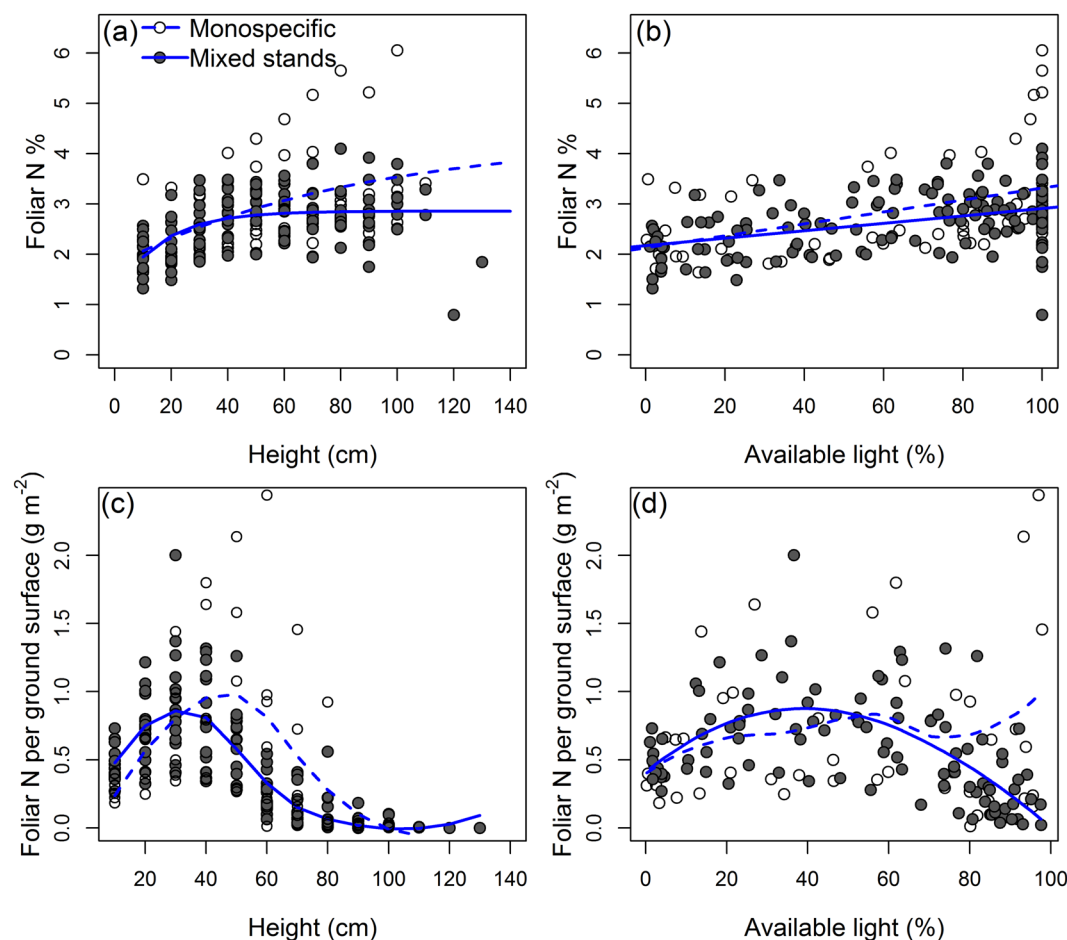 (a)
Monospecific
Mixed stands
Foliar N %
0 1 2 3 4 5 6
0 20 40 60 80 100 120 140
Height (cm)
(b)
Foliar N %
0 1 2 3 4 5 6
0 20 40 60 80 100
Available light (%)
(c)
Foliar N per ground surface (g m⁻²)
0.0 0.5 1.0 1.5 2.0
20 40 60 80 100 120 140
Height (cm)
(d)
Foliar N per ground surface (g m⁻²)
0.0 0.5 1.0 1.5 2.0
0 20 40 60 80 100
Available light (%)